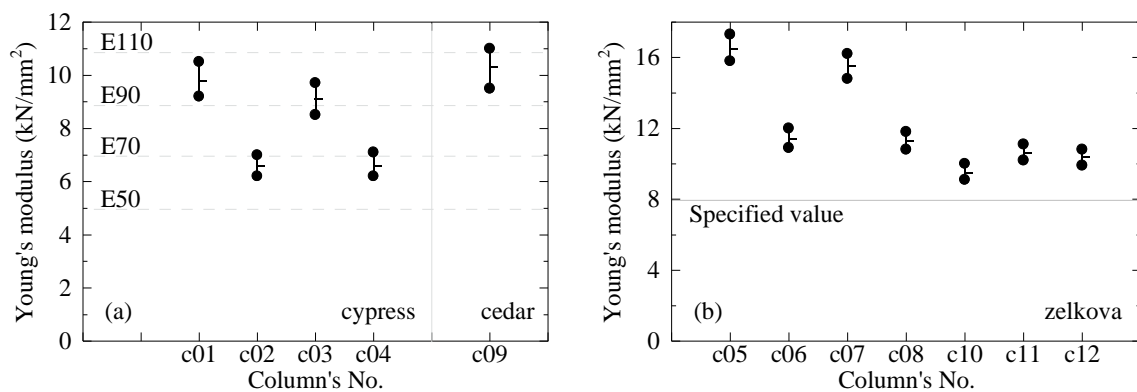 12
10
8
6
4
2
0
Young's modulus (kN/mm²)
E110
E90
E70
E50
(a)
cypress
cedar
c01 c02 c03 c04 c09
Column's No.
16
12
8
4
0
Young's modulus (kN/mm²)
Specified value
(b)
zelkova
c05 c06 c07 c08 c10 c11 c12
Column's No.